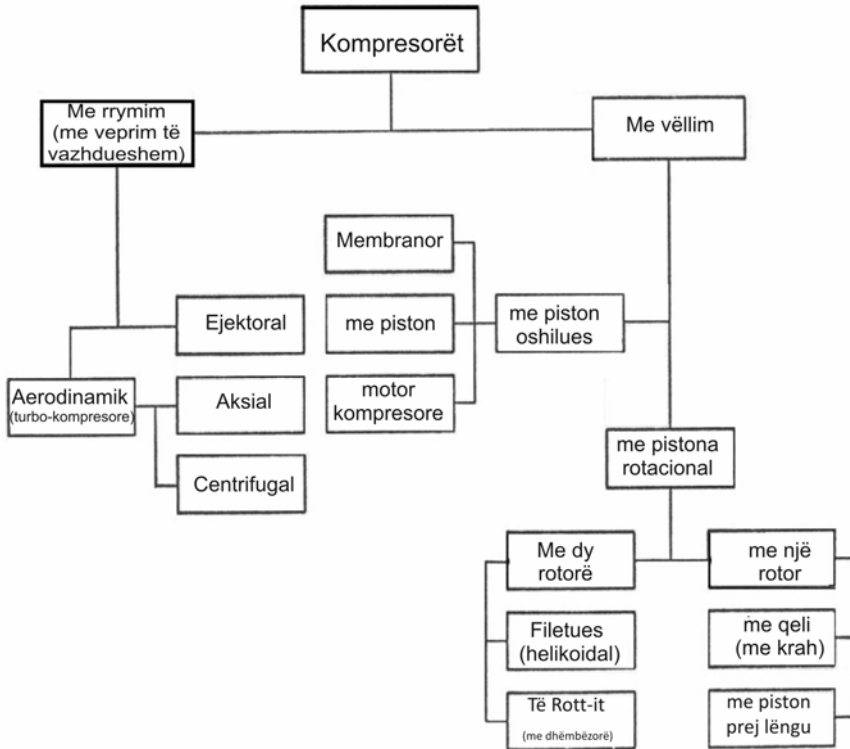 Kompresorët
Me rrymim
(me veprim të
vazhdueshem)
Me vëllim
Membranor
Ejektoral
me piston
me piston
oshilues
Aerodinamik
(turbo-kompresore)
Aksial
motor
kompresore
Centrifugal
me pistona
rotacional
Me dy
rotorë
me një
rotor
Filetues
(helikoidal)
me qeli
(me krah)
Të Rott-it
(me dhëmbëzorë)
me piston
prej lëngu